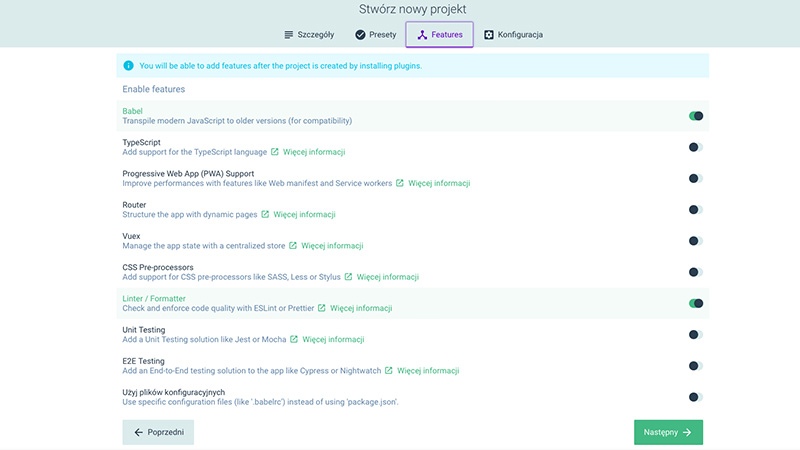 Stwórz nowy projekt
Szczegóły Presety Features Konfiguracja
You will be able to add features after the project is created by installing plugins.
Enable features
Babel
Transpile modern JavaScript to older versions (for compatibility)
TypeScript
Add support for the TypeScript language Więcej informacji
Progressive Web App (PWA) Support
Improve performances with features like Web manifest and Service workers Więcej informacji
Router
Structure the app with dynamic pages Więcej informacji
Vuex
Manage the app state with a centralized store Więcej informacji
CSS Pre-processors
Add support for CSS pre-processors like SASS, Less or Stylus Więcej informacji
Linter / Formatter
Check and enforce code quality with ESLint or Prettier Więcej informacji
Unit Testing
Add a Unit Testing solution like Jest or Mocha Więcej informacji
E2E Testing
Add an End-to-End testing solution to the app like Cypress or Nightwatch Więcej informacji
Użyj plików konfiguracyjnych
Use specific configuration files (like '.babelrc') instead of using 'package.json'.
Poprzedni Następny